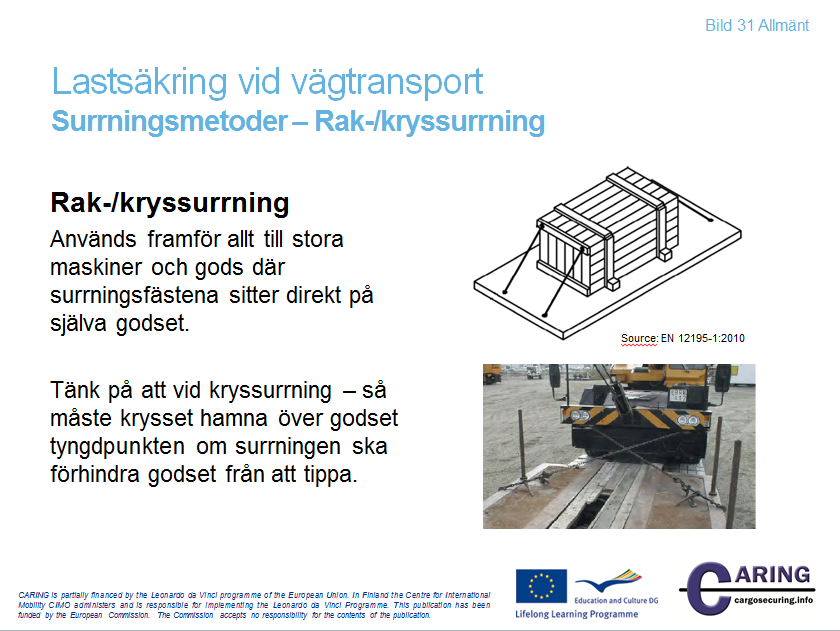 Bild 31 Allmänt
Lastsäkring vid vägtransport
Surrningsmetoder – Rak-/kryssurrning
Rak-/kryssurrning
Används framför allt till stora
maskiner och gods där
surrningsfästena sitter direkt på
själva godset.
Tänk på att vid kryssurrning – så
måste krysset hamna över godset
tyngdpunkten om surrningen ska
förhindra godset från att tippa.
Source: EN 12195-1:2010
CARING is partially financed by the Leonardo da Vinci programme of the European Union. In Finland the Centre for International
Mobility CIMO administers and is responsible for implementing the Leonardo da Vinci Programme. This publication has been
funded by the European Commission. The Commission accepts no responsibility for the contents of the publication.
Education and Culture DG
Lifelong Learning Programme
CARING
cargosecuring.info